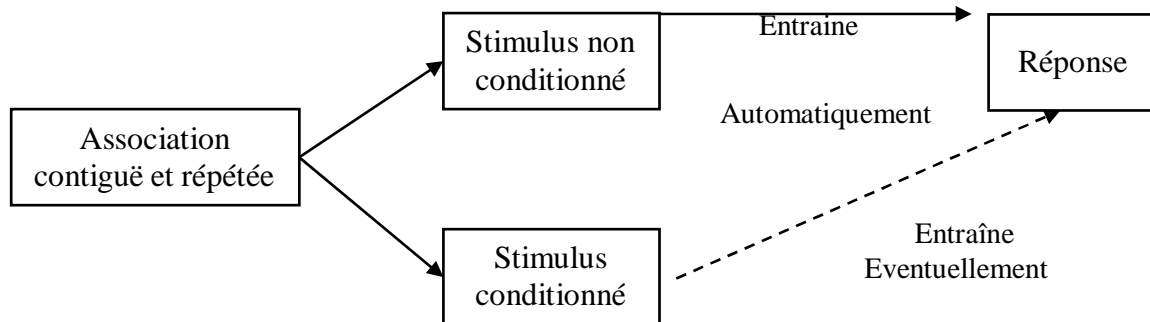 Stimulus non
conditionné
Entraine
Réponse
Automatiquement
Association
contiguë et répétée
Stimulus
conditionné
Entraîne
Eventuellement